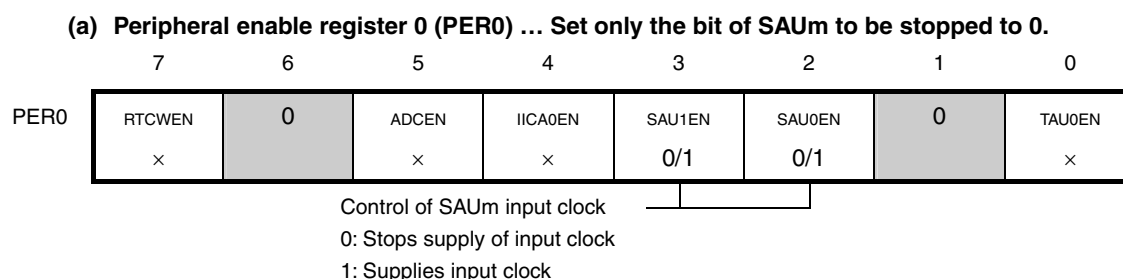 (a) Peripheral enable register 0 (PER0) … Set only the bit of SAUm to be stopped to 0.
7 6 5 4 3 2 1 0
PER0 RTCWEN 0 ADCEN IICA0EN SAU1EN SAU0EN 0 TAU0EN
× × × 0/1 0/1 ×
Control of SAUm input clock
0: Stops supply of input clock
1: Supplies input clock